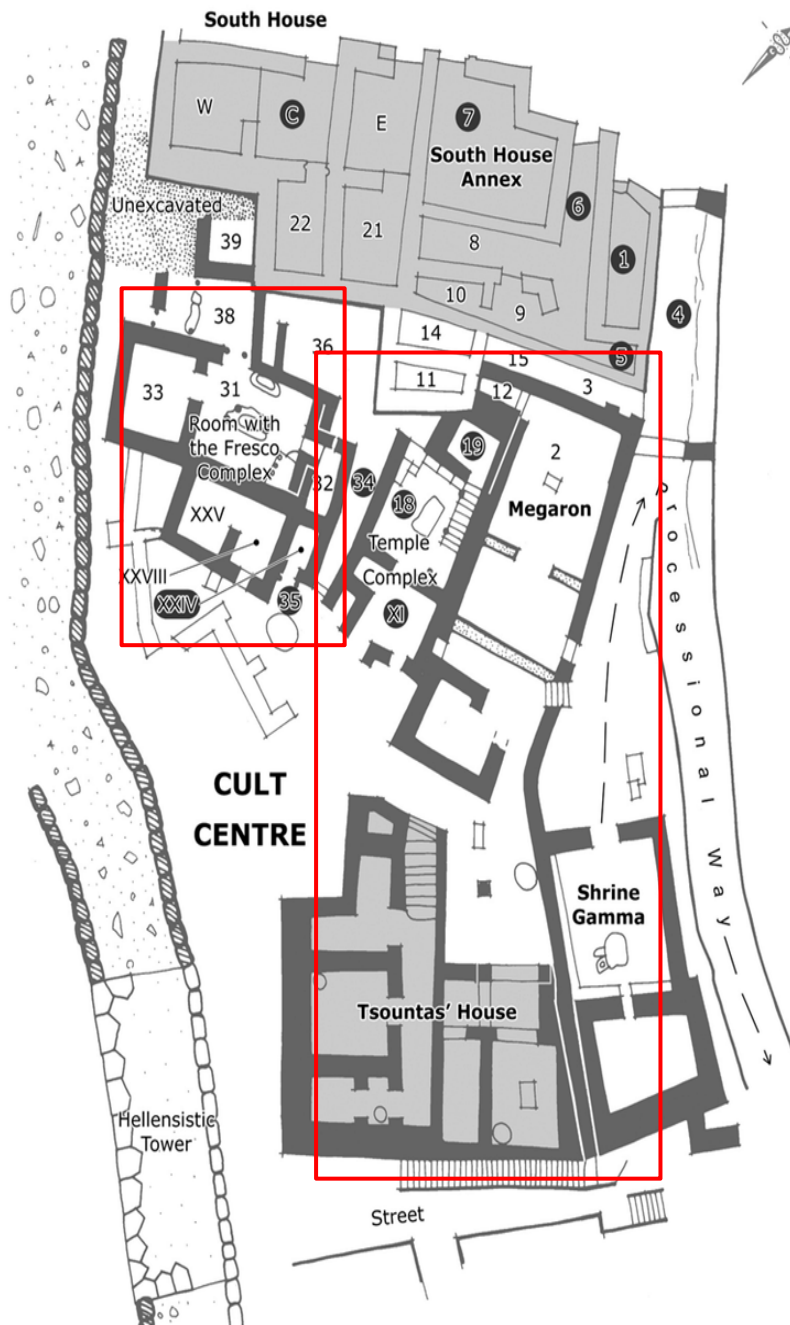 South House
W
C
E
7
South House
Annex
Unexcavated
39
22
21
8
6
1
10
9
4
38
36
14
15
5
33
31
11
12
3
Room with
the Fresco
Complex
19
2
32
34
18
Megaron
XXV
Temple
Complex
XXVIII
XXIV
35
XI
Processional Way
CULT
CENTRE
Shrine
Gamma
Tsountas' House
Hellensistic
Tower
Street